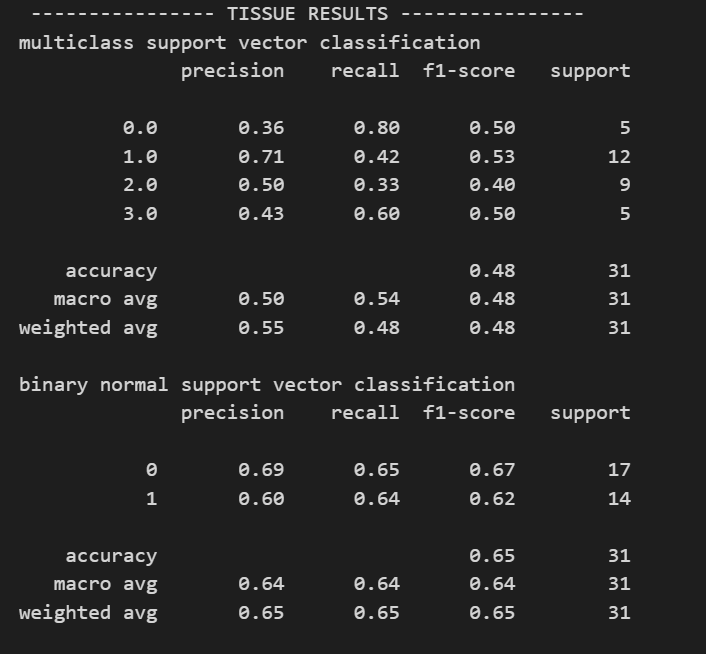 ---------------- TISSUE RESULTS ----------------
multiclass support vector classification
              precision    recall  f1-score   support

         0.0       0.36      0.80      0.50         5
         1.0       0.71      0.42      0.53        12
         2.0       0.50      0.33      0.40         9
         3.0       0.43      0.60      0.50         5

    accuracy                           0.48        31
   macro avg       0.50      0.54      0.48        31
weighted avg       0.55      0.48      0.48        31

binary normal support vector classification
              precision    recall  f1-score   support

           0       0.69      0.65      0.67        17
           1       0.60      0.64      0.62        14

    accuracy                           0.65        31
   macro avg       0.64      0.64      0.64        31
weighted avg       0.65      0.65      0.65        31